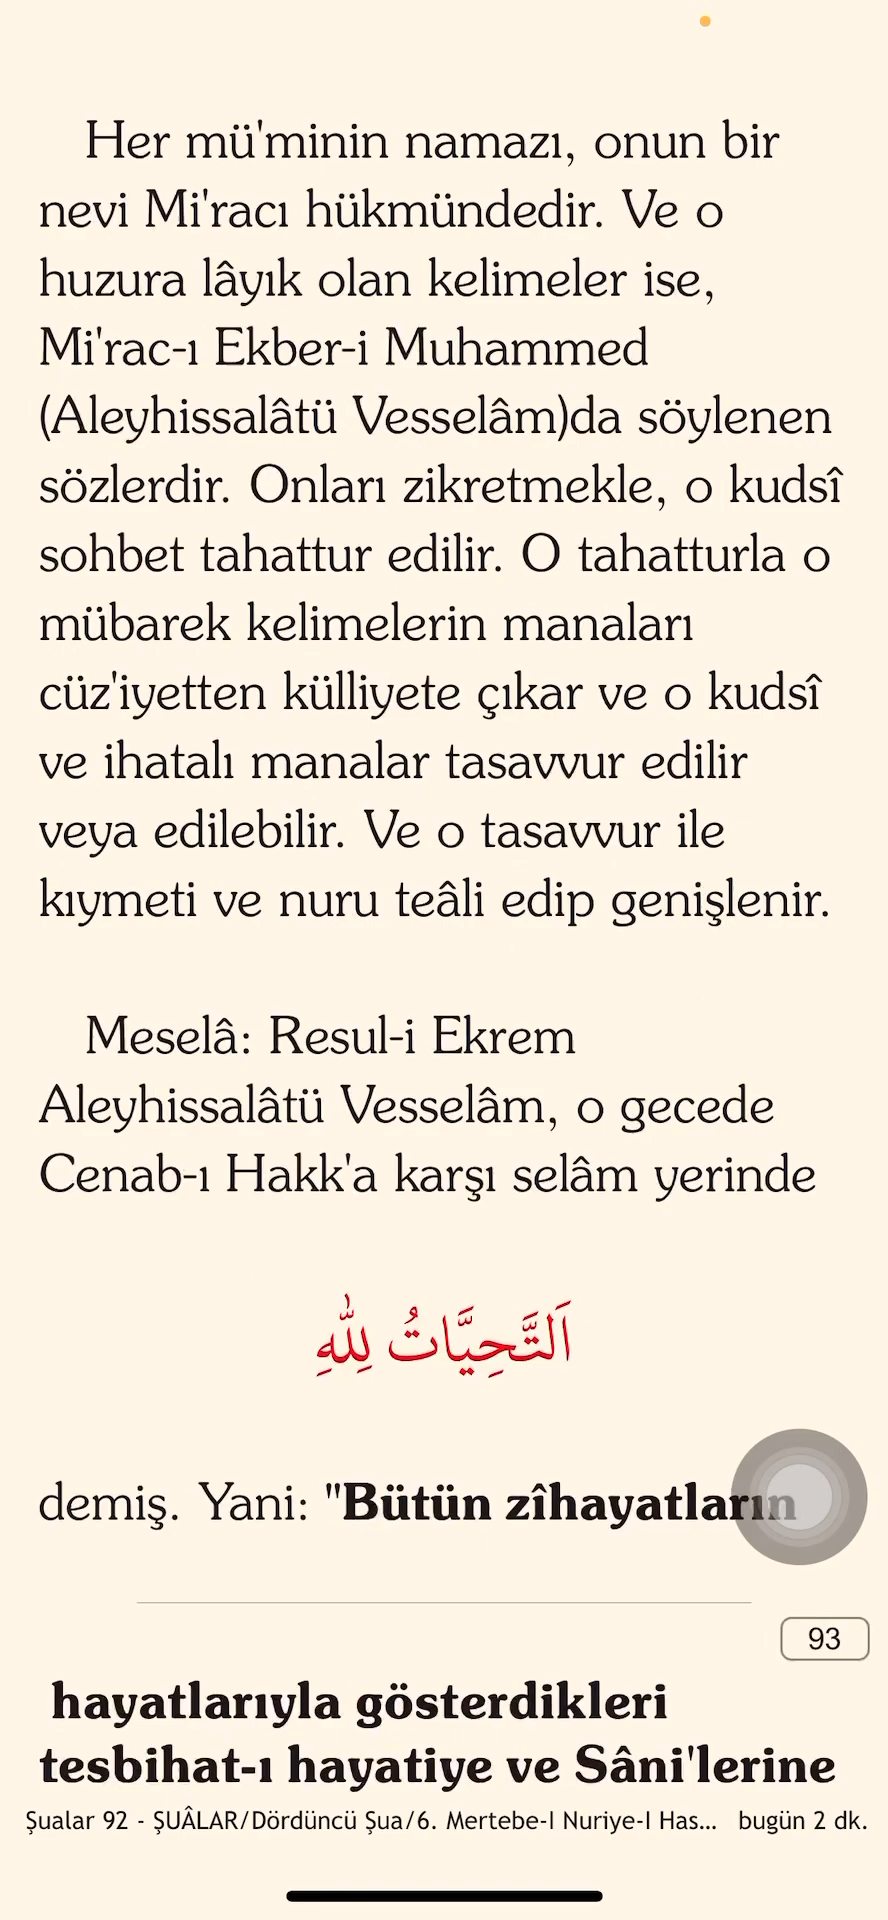 Her mü'minin namazı, onun bir
nevi Mi'racı hükmündedir. Ve o
huzura lâyık olan kelimeler ise,
Mi'rac-ı Ekber-i Muhammed
(Aleyhissalâtü Vesselâm)da söylenen
sözlerdir. Onları zikretmekle, o kudsî
sohbet tahattur edilir. O tahatturla o
mübarek kelimelerin manaları
cüz'iyetten külliyete çıkar ve o kudsî
ve ihatalı manalar tasavvur edilir
veya edilebilir. Ve o tasavvur ile
kıymeti ve nuru teâli edip genişlenir.
Meselâ: Resul-i Ekrem
Aleyhissalâtü Vesselâm, o gecede
Cenab-ı Hakk'a karşı selâm yerinde
اَلتَّحِيَّاتُ لِلّٰهِ
demiş. Yani: "Bütün zîhayatların
93
hayatlarıyla gösterdikleri
tesbihat-ı hayatiye ve Sâni'lerine
Şualar 92 - ŞUÂLAR/Dördüncü Şua/6. Mertebe-I Nuriye-I Has... bugün 2 dk.